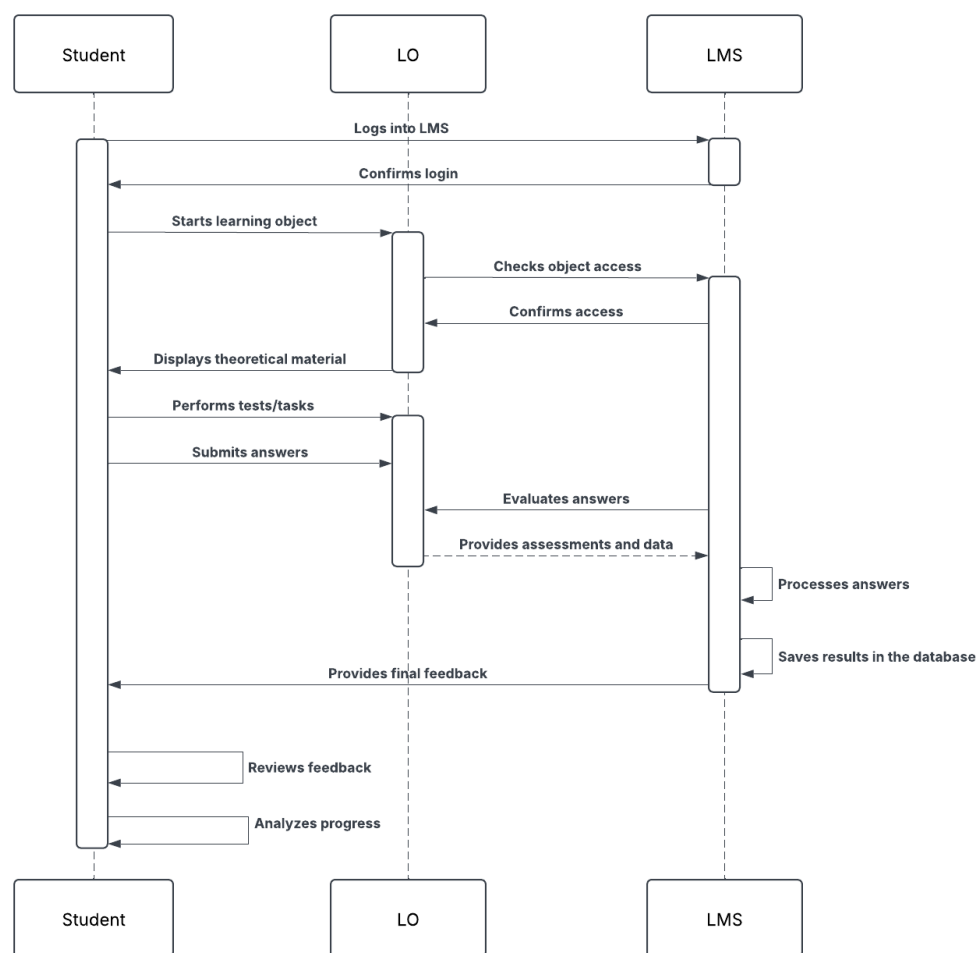 Student
LO
LMS
Logs into LMS
Confirms login
Starts learning object
Checks object access
Confirms access
Displays theoretical material
Performs tests/tasks
Submits answers
Evaluates answers
Provides assessments and data
Processes answers
Saves results in the database
Provides final feedback
Reviews feedback
Analyzes progress
Student
LO
LMS